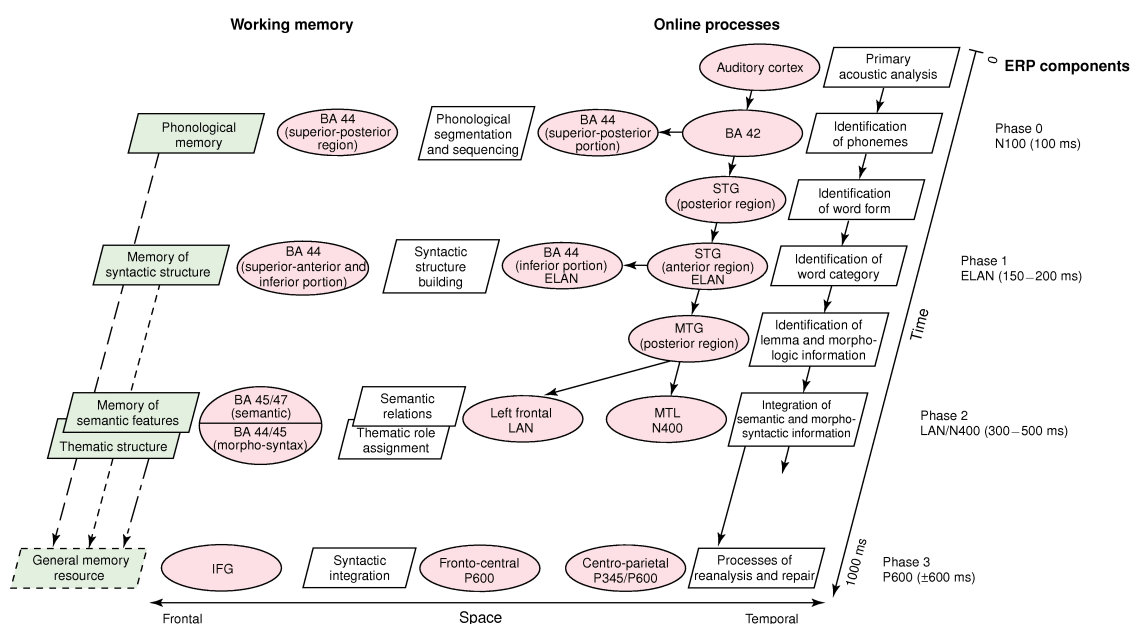 Working memory
Online processes
ERP components
0
Auditory cortex
Primary
acoustic analysis
Phonological
memory
BA 44
(superior-posterior
region)
Phonological
segmentation
and sequencing
BA 44
(superior-posterior
portion)
BA 42
Identification
of phonemes
Phase 0
N100 (100 ms)
STG
(posterior region)
Identification
of word form
Memory of
syntactic structure
BA 44
(superior-anterior and
inferior portion)
Syntactic
structure
building
BA 44
(inferior portion)
ELAN
STG
(anterior region)
ELAN
Identification of
word category
Phase 1
ELAN (150–200 ms)
MTG
(posterior region)
Identification of
lemma and morpho-
logic information
Time
Memory of
semantic features
Thematic structure
BA 45/47
(semantic)
BA 44/45
(morpho-syntax)
Semantic
relations
Thematic role
assignment
Left frontal
LAN
MTL
N400
Integration of
semantic and morpho-
syntactic information
Phase 2
LAN/N400 (300–500 ms)
General memory
resource
IFG
Syntactic
integration
Fronto-central
P600
Centro-parietal
P345/P600
Processes of
reanalysis and repair
1000 ms
Phase 3
P600 (±600 ms)
Frontal
Space
Temporal